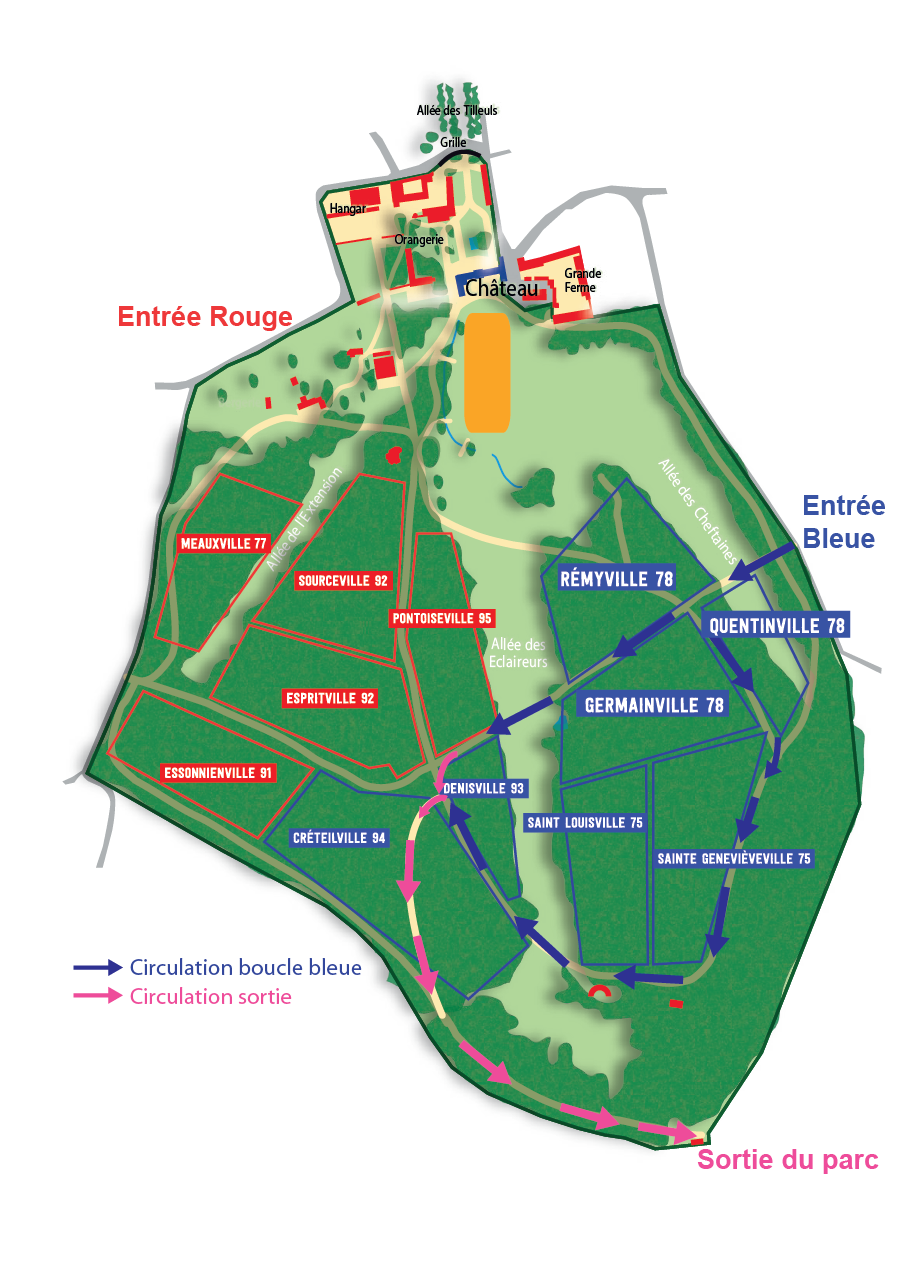 Allée des Tilleuls
Grille
Hangar
Orangerie
Château
Grande
Ferme
Entrée Rouge
Allée de l'Extension
Allée des Cheftaines
Entrée
Bleue
MEAUXVILLE 77
SOURCEVILLE 92
RÉMYVILLE 78
PONTOISEVILLE 95
QUENTINVILLE 78
Allée des
Eclaireurs
ESPRITVILLE 92
GERMAINVILLE 78
ESSONNIENVILLE 91
DENISVILLE 93
SAINT LOUISVILLE 75
CRÉTEILVILLE 94
SAINTE GENEVIÈVEVILLE 75
Circulation boucle bleue
Circulation sortie
Sortie du parc